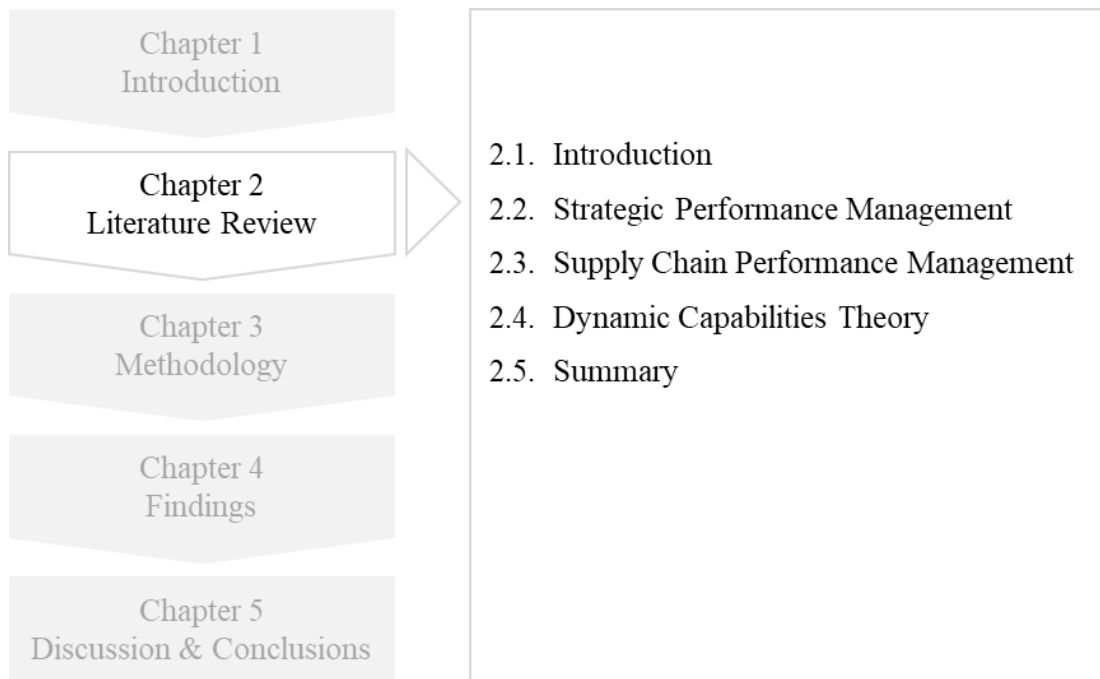 Chapter 1
Introduction
Chapter 2
Literature Review
Chapter 3
Methodology
Chapter 4
Findings
Chapter 5
Discussion & Conclusions
2.1. Introduction
2.2. Strategic Performance Management
2.3. Supply Chain Performance Management
2.4. Dynamic Capabilities Theory
2.5. Summary